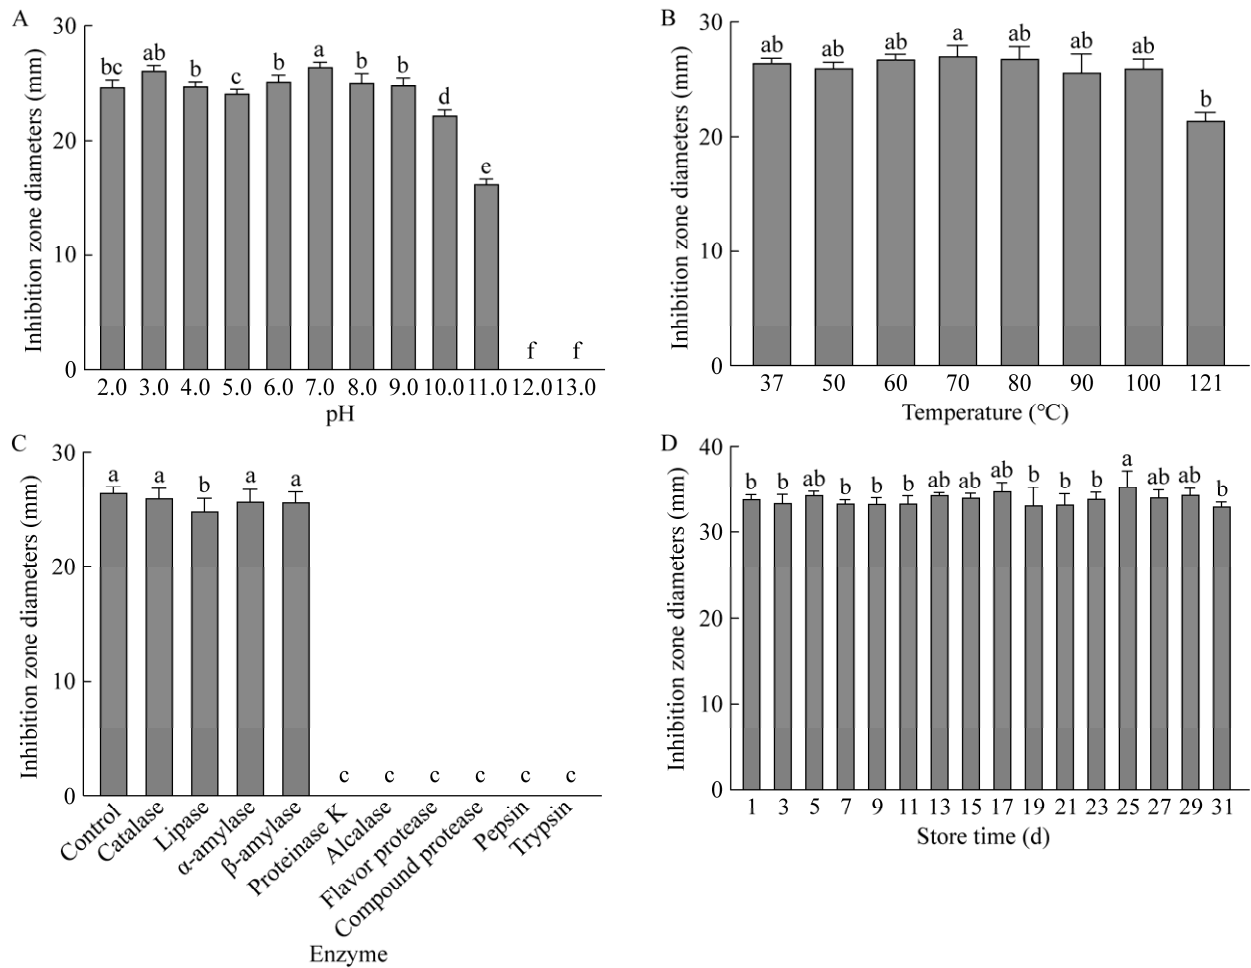 A
Inhibition zone diameters (mm)
30
20
10
0
bc ab b c b a b b d e f f
2.0 3.0 4.0 5.0 6.0 7.0 8.0 9.0 10.0 11.0 12.0 13.0
pH
B
Inhibition zone diameters (mm)
30
20
10
0
ab ab ab a ab ab ab b
37 50 60 70 80 90 100 121
Temperature (℃)
C
Inhibition zone diameters (mm)
30
20
10
0
a a b a a c c c c c c
Control
Catalase
Lipase
α-amylase
β-amylase
Proteinase K
Alcalase
Flavor protease
Compound protease
Pepsin
Trypsin
Enzyme
D
Inhibition zone diameters (mm)
40
30
20
10
0
b b ab b b b ab ab ab b b b a ab ab b
1 3 5 7 9 11 13 15 17 19 21 23 25 27 29 31
Store time (d)